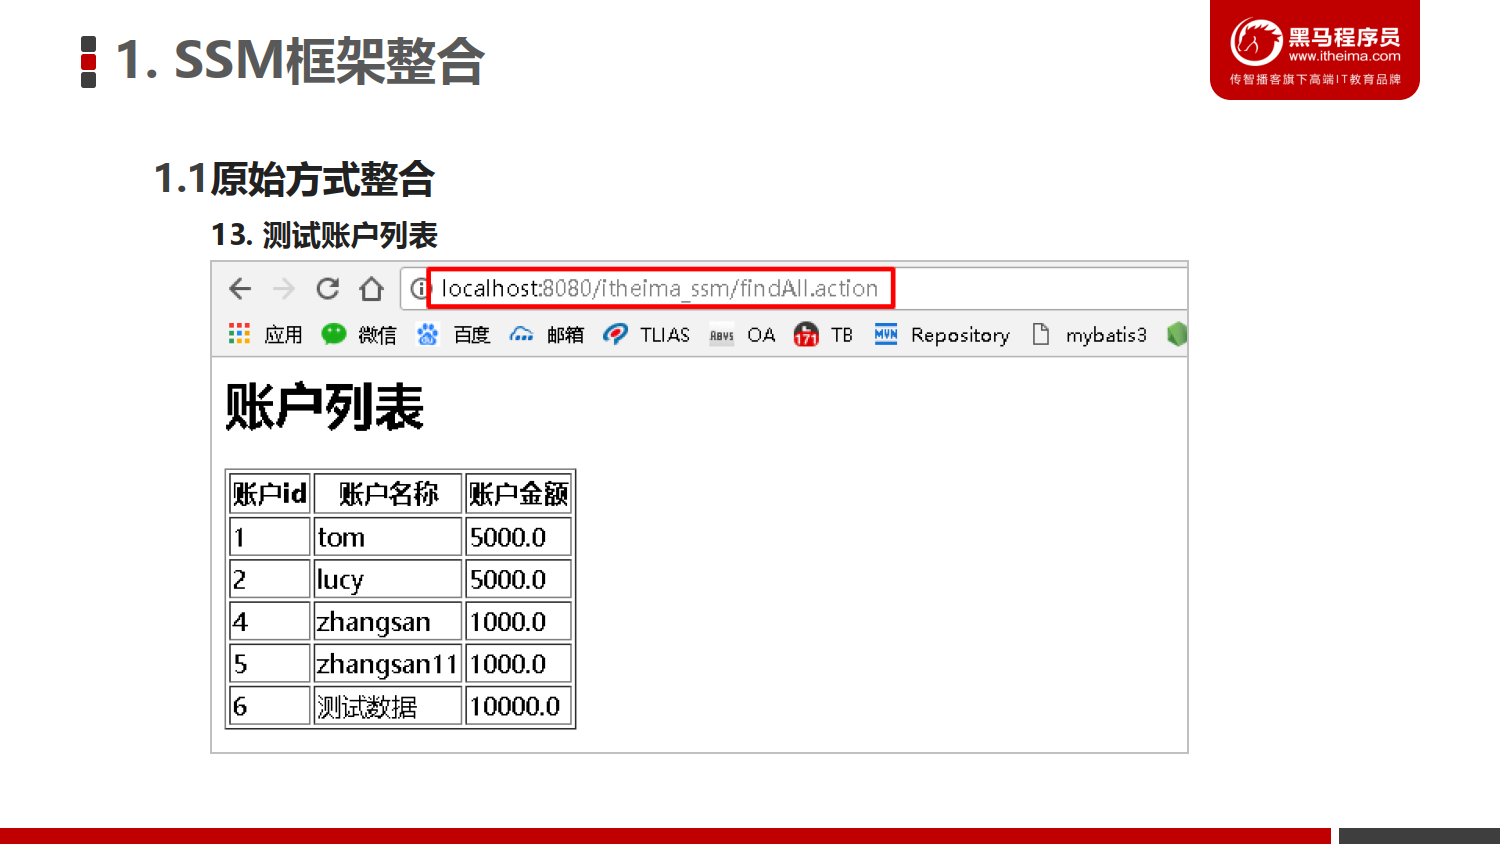 1. SSM框架整合
黑马程序员
www.itheima.com
传智播客旗下高端IT教育品牌
1.1原始方式整合
13. 测试账户列表
localhost:8080/itheima_ssm/findAll.action
应用 微信 du 百度 邮箱 TLIAS ABVS OA 171 TB MVN Repository mybatis3
账户列表
账户id 账户名称 账户金额
1 tom 5000.0
2 lucy 5000.0
4 zhangsan 1000.0
5 zhangsan11 1000.0
6 测试数据 10000.0